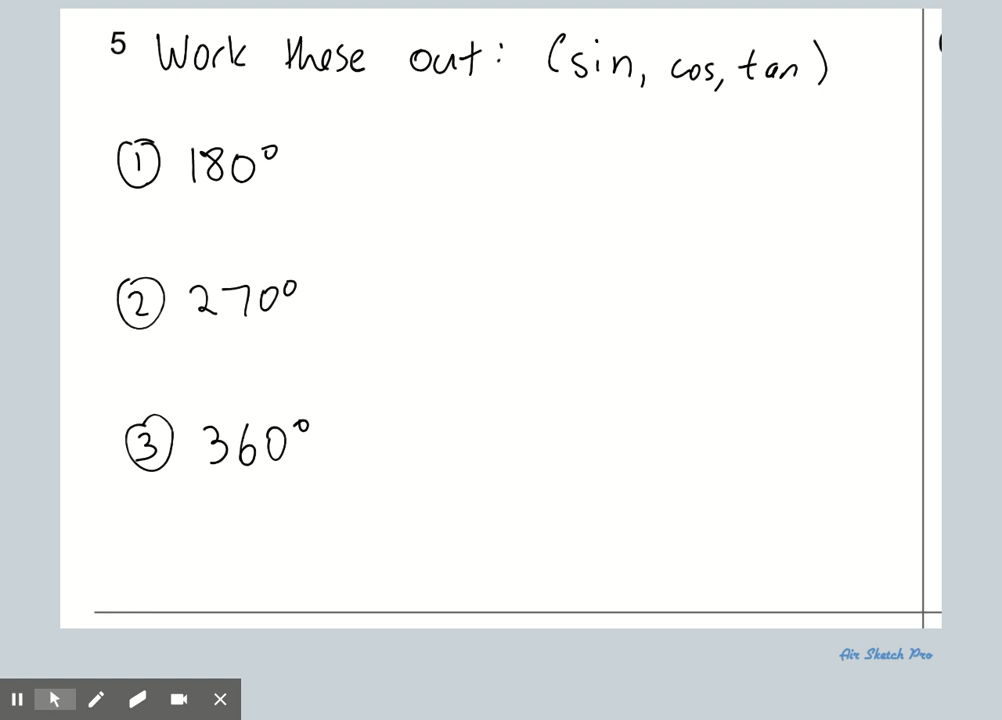 5 Work these out: (sin, cos, tan)
① 180°
② 270°
③ 360°
Air Sketch Pro